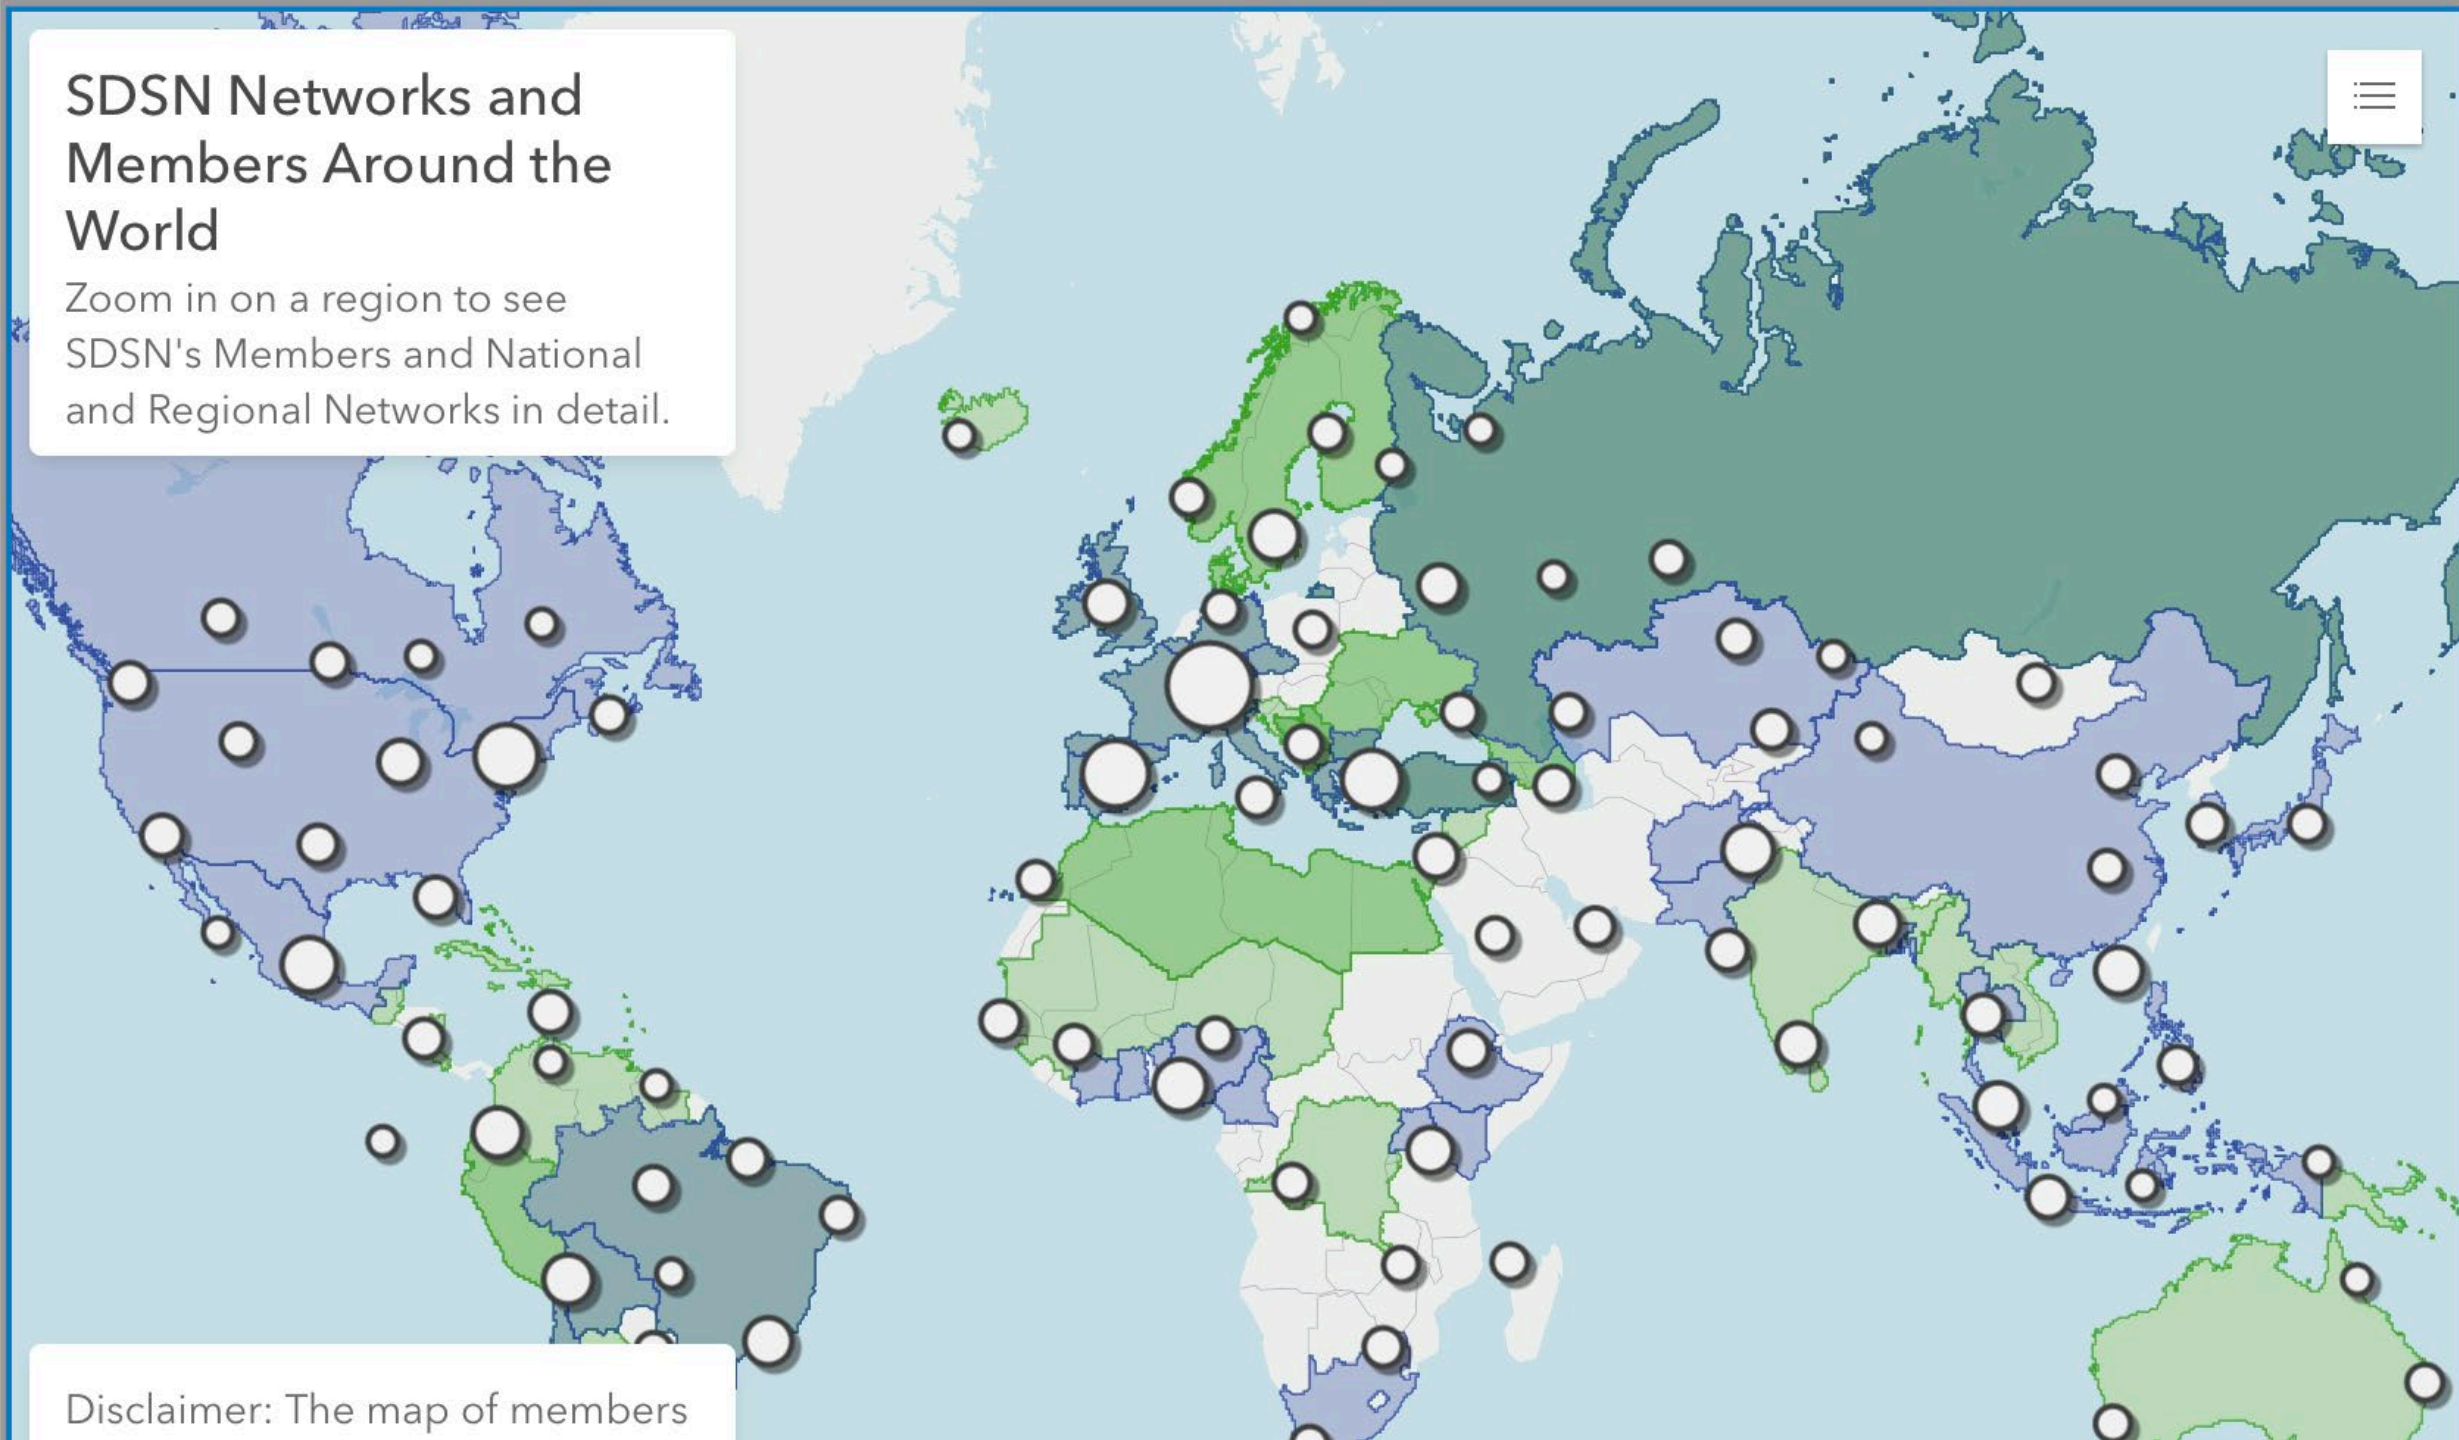 SDSN Networks and
Members Around the
World
Zoom in on a region to see
SDSN's Members and National
and Regional Networks in detail.
Disclaimer: The map of members